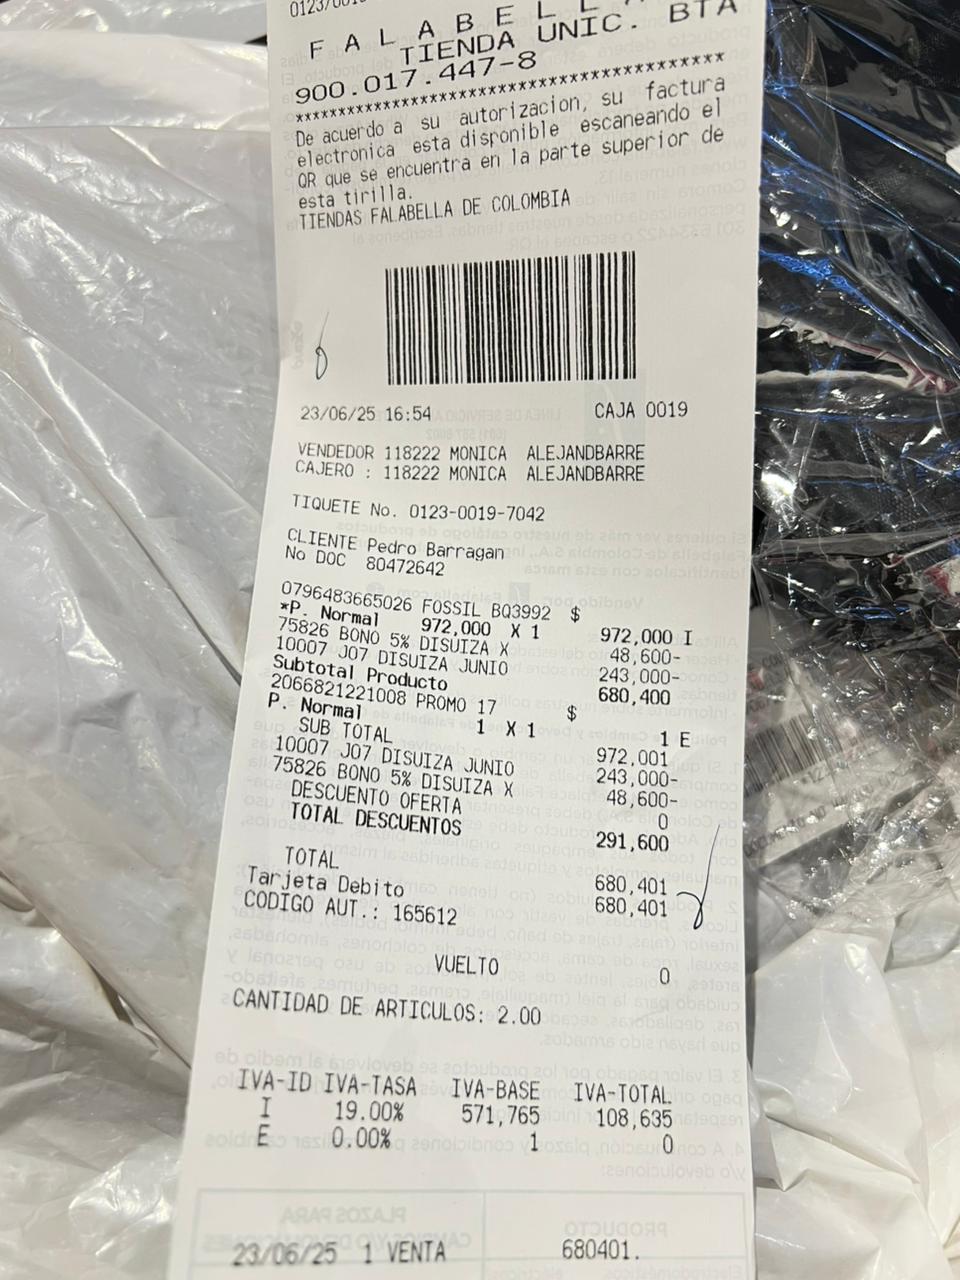 F A L A B E L L A
TIENDA UNIC. BTA
900.017.447-8
****************************************
De acuerdo a su autorizacion, su factura
electronica esta disponible escaneando el
QR que se encuentra en la parte superior de
esta tirilla.
TIENDAS FALABELLA DE COLOMBIA
23/06/25 16:54 CAJA 0019
VENDEDOR 118222 MONICA ALEJANDBARRE
CAJERO : 118222 MONICA ALEJANDBARRE
TIQUETE No. 0123-0019-7042
CLIENTE Pedro Barragan
No DOC 80472642
0796483665026 FOSSIL BQ3992 $
*P. Normal 972,000 X 1 972,000 I
75826 BONO 5% DISUIZA X 48,600-
10007 J07 DISUIZA JUNIO 243,000-
Subtotal Producto 680,400
2066821221008 PROMO 17 $
P. Normal 1 X 1 1 E
SUB TOTAL 972,001
10007 J07 DISUIZA JUNIO 243,000-
75826 BONO 5% DISUIZA X 48,600-
DESCUENTO OFERTA 0
TOTAL DESCUENTOS 291,600
TOTAL 680,401
Tarjeta Debito 680,401
CODIGO AUT.: 165612
VUELTO 0
CANTIDAD DE ARTICULOS: 2.00
IVA-ID IVA-TASA IVA-BASE IVA-TOTAL
I 19.00% 571,765 108,635
E 0.00% 1 0
23/06/25 1 VENTA 680401.